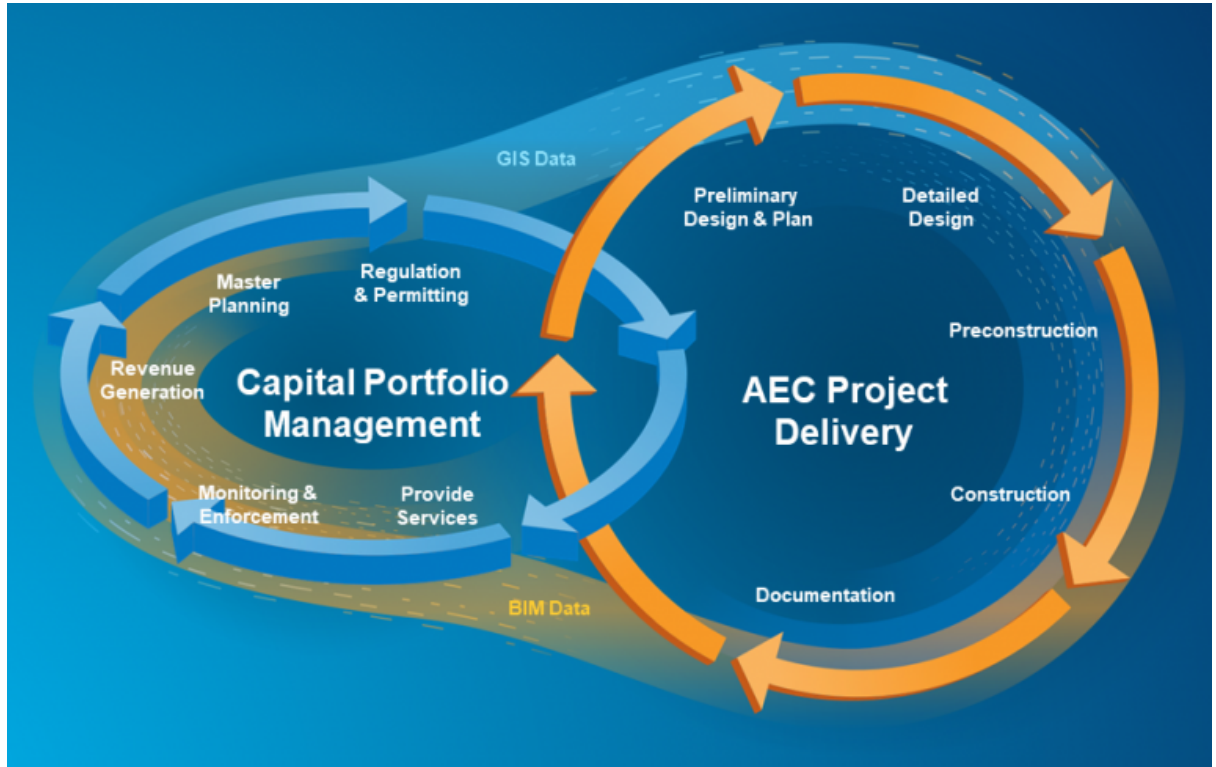 GIS Data
Preliminary
Design & Plan
Detailed
Design
Regulation
& Permitting
Master
Planning
Preconstruction
Revenue
Generation
Capital Portfolio
Management
AEC Project
Delivery
Monitoring &
Enforcement
Provide
Services
Construction
Documentation
BIM Data